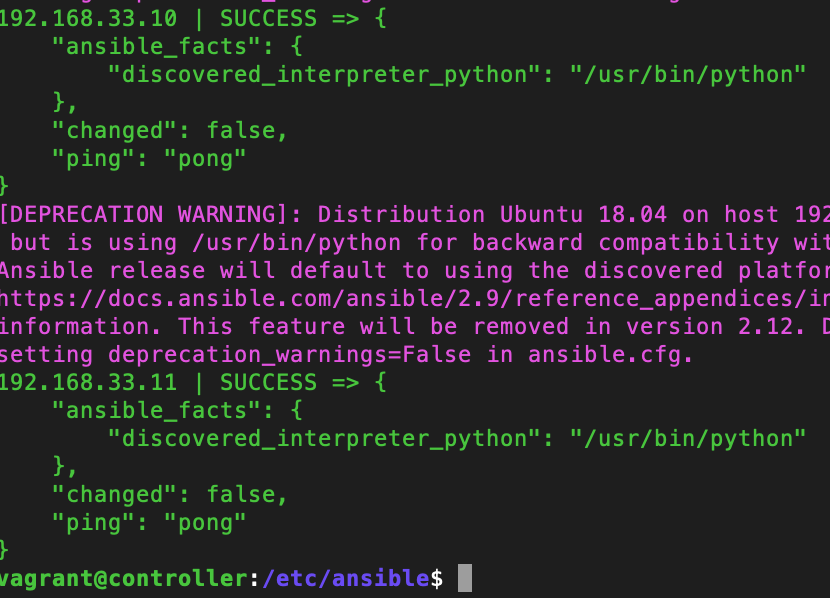 192.168.33.10 | SUCCESS => {
    "ansible_facts": {
        "discovered_interpreter_python": "/usr/bin/python"
    },
    "changed": false,
    "ping": "pong"
}
[DEPRECATION WARNING]: Distribution Ubuntu 18.04 on host 192
but is using /usr/bin/python for backward compatibility wit
Ansible release will default to using the discovered platfor
https://docs.ansible.com/ansible/2.9/reference_appendices/in
information. This feature will be removed in version 2.12. D
setting deprecation_warnings=False in ansible.cfg.
192.168.33.11 | SUCCESS => {
    "ansible_facts": {
        "discovered_interpreter_python": "/usr/bin/python"
    },
    "changed": false,
    "ping": "pong"
}
vagrant@controller:/etc/ansible$